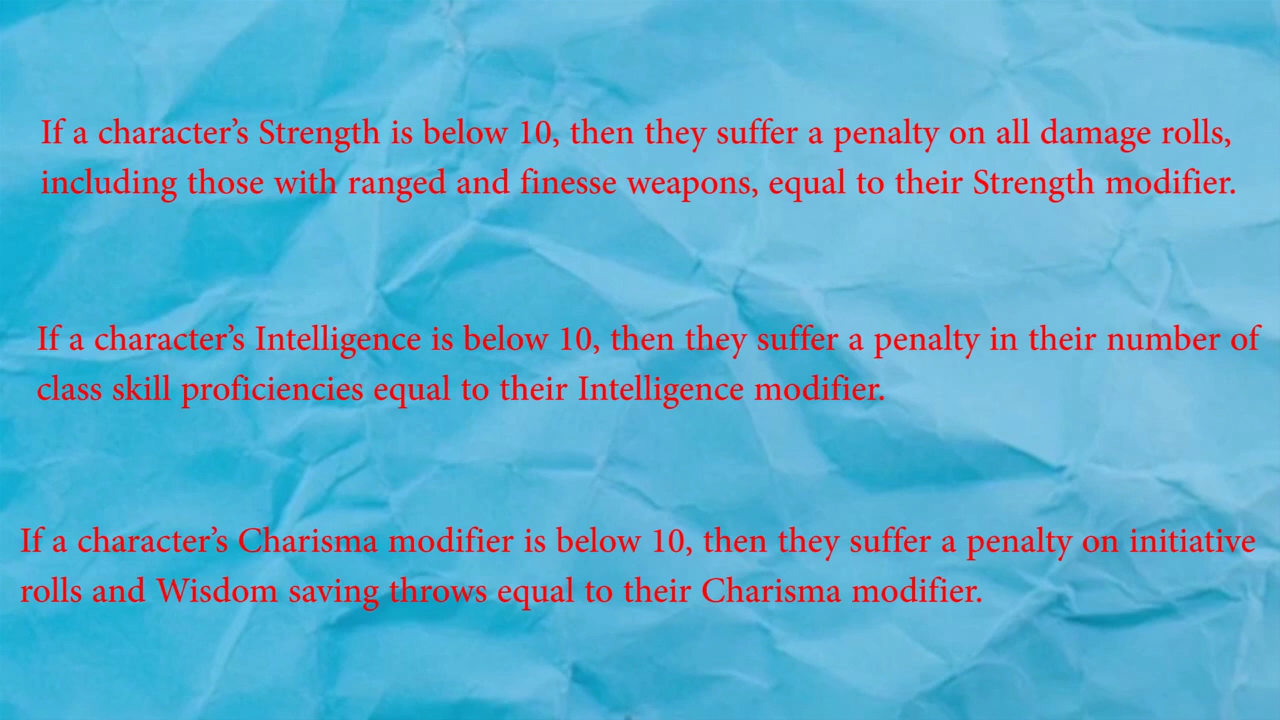 If a character’s Strength is below 10, then they suffer a penalty on all damage rolls,
including those with ranged and finesse weapons, equal to their Strength modifier.
If a character’s Intelligence is below 10, then they suffer a penalty in their number of
class skill proficiencies equal to their Intelligence modifier.
If a character’s Charisma modifier is below 10, then they suffer a penalty on initiative
rolls and Wisdom saving throws equal to their Charisma modifier.